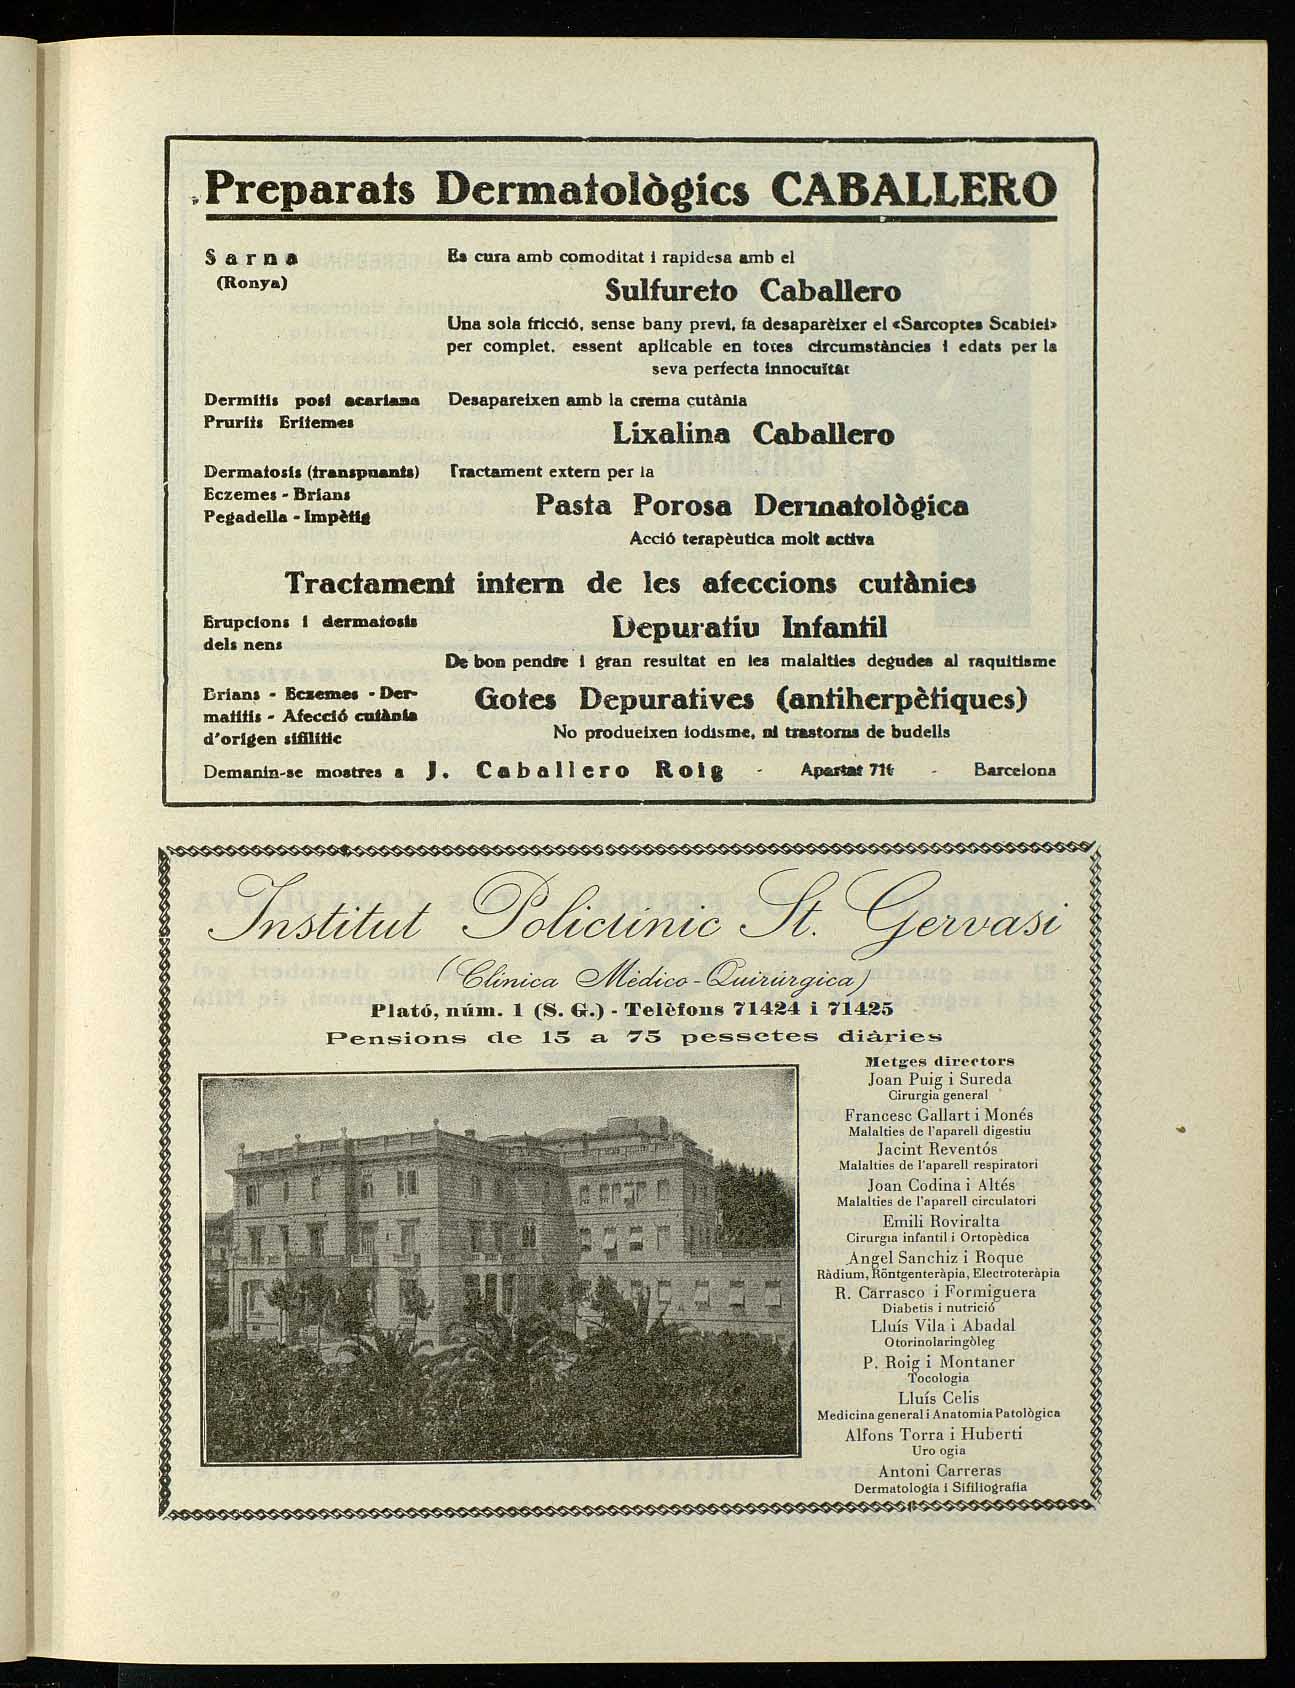 Preparats Dermatològics CABALLERO
Sarna
(Ronya)
Es cura amb comoditat i rapidesa amb el
Sulfureto Caballero
Una sola fricció, sense bany previ, fa desaparèixer el «Sarcoptes Scabiei»
per complet, essent aplicable en totes circumstàncies i edats per la
seva perfecta innocuïtat
Dermitis post acariana
Prurits Eritemes
Desapareixen amb la crema cutània
Lixalina Caballero
Dermatosis (transpuants)
Eczemes - Brians
Pegadella - Impètig
Tractament extern per la
Pasta Porosa Dermatològica
Acció terapèutica molt activa
Tractament intern de les afeccions cutànies
Erupcions i dermatosis
dels nens
Depuratiu Infantil
De bon pendre i gran resultat en les malalties degudes al raquitisme
Brians - Eczemes - Der-
matitis - Afecció cutània
d'origen sifilític
Gotes Depuratives (antiherpètiques)
No produeixen iodisme, ni trastorns de budells
Demanin-se mostres a J. Caballero Roig - Apartat 710 - Barcelona
Institut Policlínic St. Gervasi
(Clínica Mèdico-Quirúrgica)
Plató, núm. 1 (S. G.) - Telèfons 71424 i 71425
Pensions de 15 a 75 pessetes diàries
Metges directors
Joan Puig i Sureda
Cirurgia general
Francesc Gallart i Monés
Malalties de l'aparell digestiu
Jacint Reventós
Malalties de l'aparell respiratori
Joan Codina i Altés
Malalties de l'aparell circulatori
Emili Roviralta
Cirurgia infantil i Ortopèdica
Angel Sanchiz i Roque
Ràdium, Röntgenteràpia, Electroteràpia
R. Carrasco i Formiguera
Diabetis i nutrició
Lluís Vila i Abadal
Otorinolaringòleg
P. Roig i Montaner
Tocologia
Lluís Celis
Medicina general i Anatomia Patològica
Alfons Torra i Huberti
Uro ogia
Antoni Carreras
Dermatologia i Sifiliografia